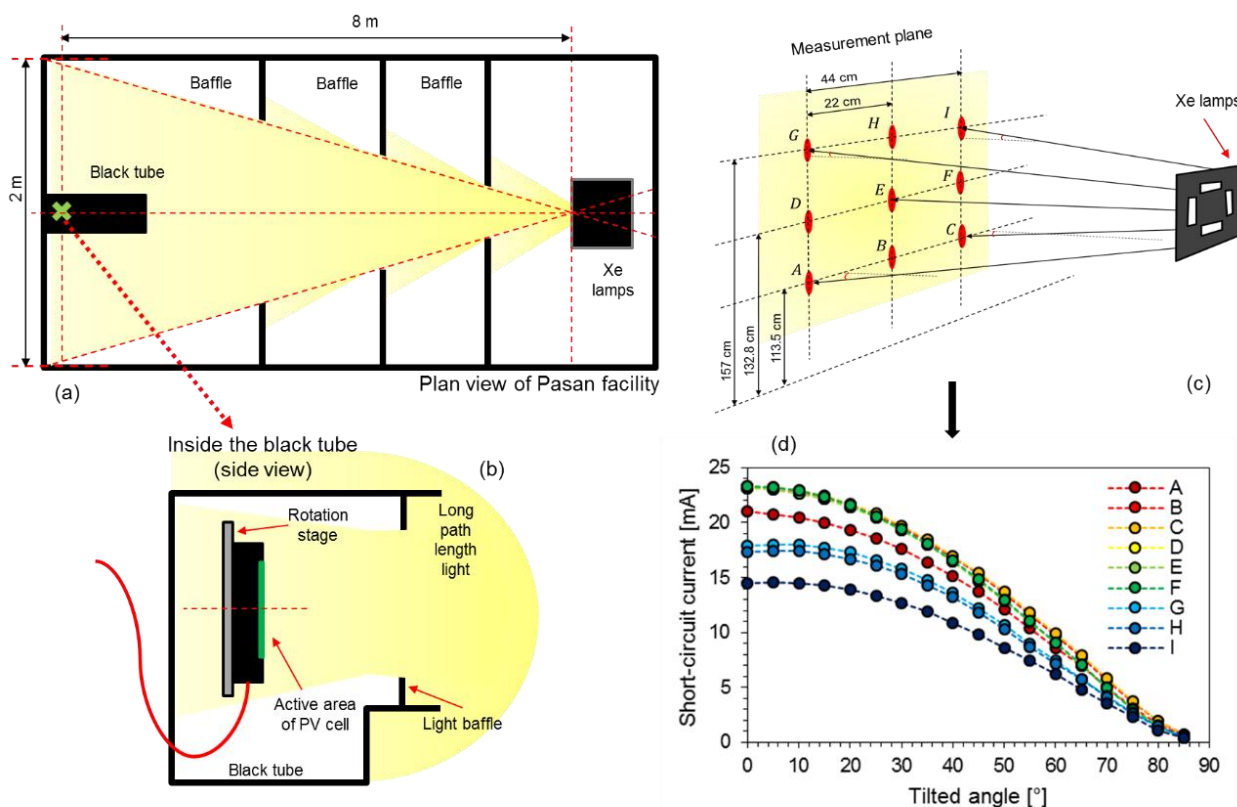 8 m
Baffle
Baffle
Baffle
2 m
Black tube
Xe
lamps
Plan view of Pasan facility
(a)
Measurement plane
44 cm
22 cm
Xe lamps
G
H
I
D
E
F
A
B
C
157 cm
132.8 cm
113.5 cm
(c)
Inside the black tube
(side view)
(b)
Rotation
stage
Long
path
length
light
Active area
of PV cell
Light baffle
Black tube
(d)
Short-circuit current [mA]
25
20
15
10
5
0
0
10
20
30
40
50
60
70
80
90
Tilted angle [°]
A
B
C
D
E
F
G
H
I